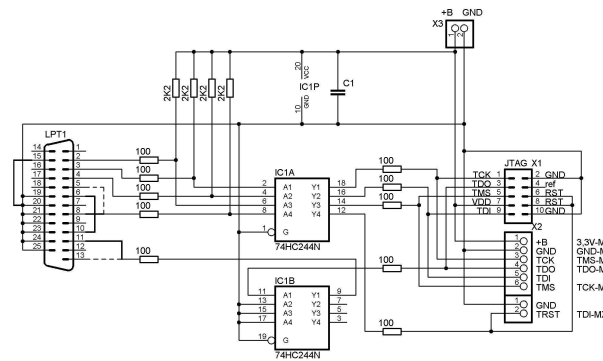 +B GND
X3
1 2
2K2 2K2 2K2 2K2
20 VCC
IC1P
10 GND
C1
LPT1
14 1
15 2
16 3
17 4
18 5
19 6
20 7
21 8
22 9
23 10
24 11
25 12
13
100
100
100
100
100
IC1A
2 A1 Y1 18
4 A2 Y2 16
6 A3 Y3 14
8 A4 Y4 12
1 G
74HC244N
IC1B
11 A1 Y1 9
13 A2 Y2 7
15 A3 Y3 5
17 A4 Y4 3
19 G
74HC244N
100
100
100
100
100
JTAG X1
TCK 1 2 GND
TDO 3 4 ref
TMS 5 6 RST
VDD 7 8 RST
TDI 9 10 GND
X2
1 +B 3,3V-M
2 GND GND-M
3 TCK TMS-M
4 TDO TDO-M
5 TDI
6 TMS TCK-M
1 GND
2 TRST TDI-M